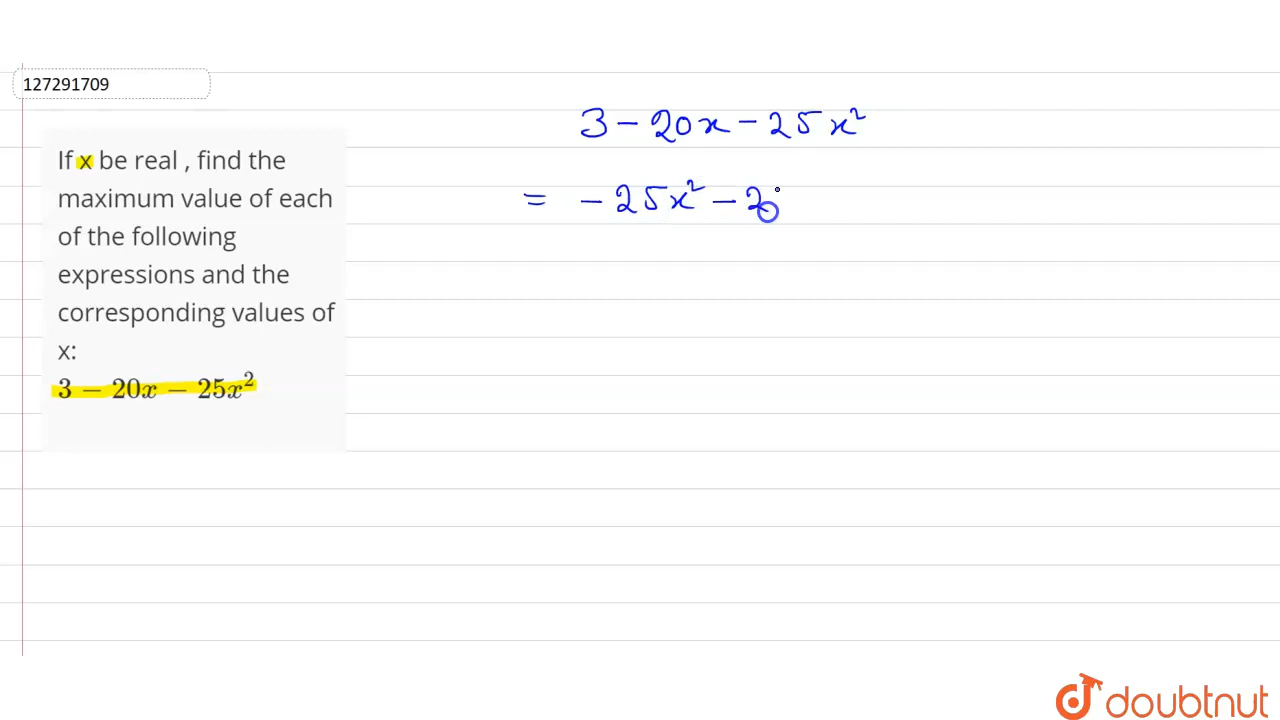 127291709
3 - 20x - 25x²
= - 25x² - 2
If x be real , find the
maximum value of each
of the following
expressions and the
corresponding values of
x:
3 − 20x − 25x²
doubtnut